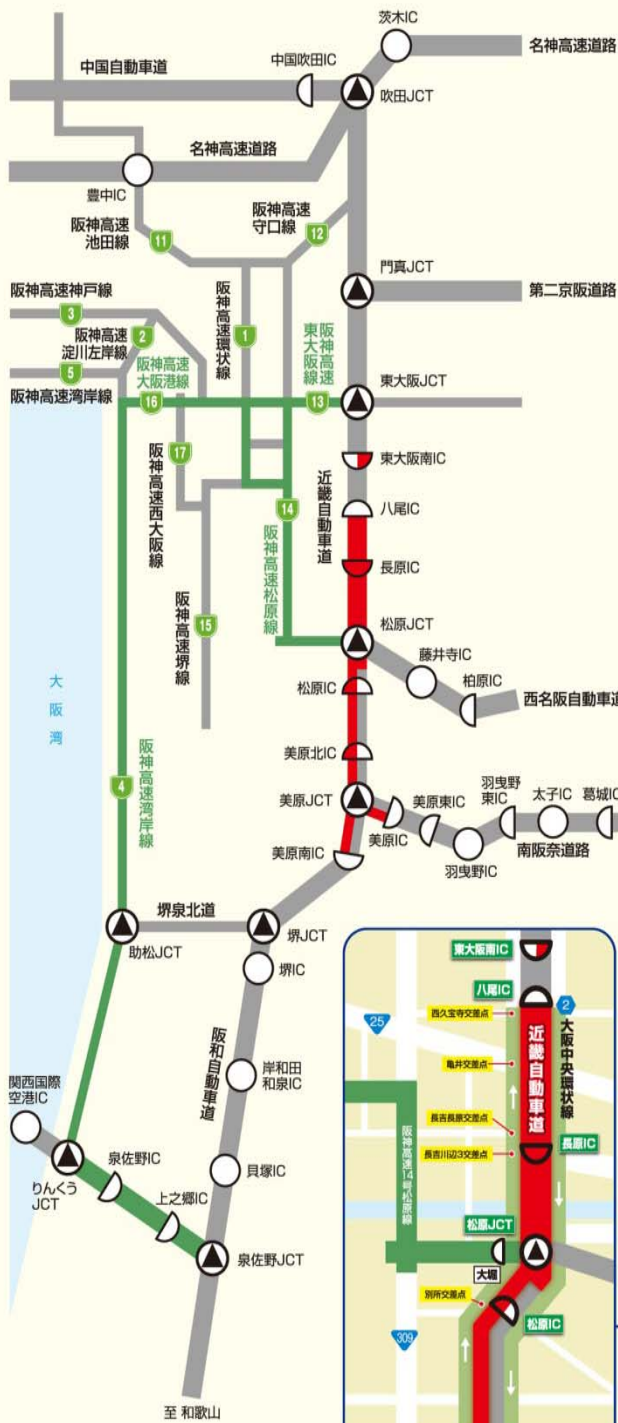 茨木IC
名神高速道路
中国自動車道
中国吹田IC
吹田JCT
名神高速道路
豊中IC
阪神高速
池田線
11
阪神高速
守口線
12
門真JCT
第二京阪道路
阪神高速神戸線
3
阪神高速
淀川左岸線
2
5
阪神高速湾岸線
阪神高速環状線
1
阪神高速
大阪港線
16
阪神高速
東大阪線
13
東大阪JCT
17
阪神高速西大阪線
東大阪南IC
近畿自動車道
八尾IC
14
阪神高速松原線
長原IC
15
阪神高速堺線
松原JCT
藤井寺IC
柏原IC
西名阪自動車道
大阪湾
松原IC
4
阪神高速湾岸線
美原北IC
美原JCT
美原IC
美原東IC
羽曳野IC
羽曳野
東IC
太子IC
葛城IC
南阪奈道路
美原南IC
堺泉北道
助松JCT
堺JCT
堺IC
阪和自動車道
岸和田
和泉IC
関西国際
空港IC
りんくう
JCT
泉佐野IC
上之郷IC
貝塚IC
泉佐野JCT
至 和歌山
東大阪南IC
八尾IC
西久宝寺交差点
2
大阪中央環状線
25
近畿自動車道
亀井交差点
長吉長原交差点
長吉川辺3交差点
長原IC
阪神高速14号松原線
松原JCT
大堀
別所交差点
松原IC
309